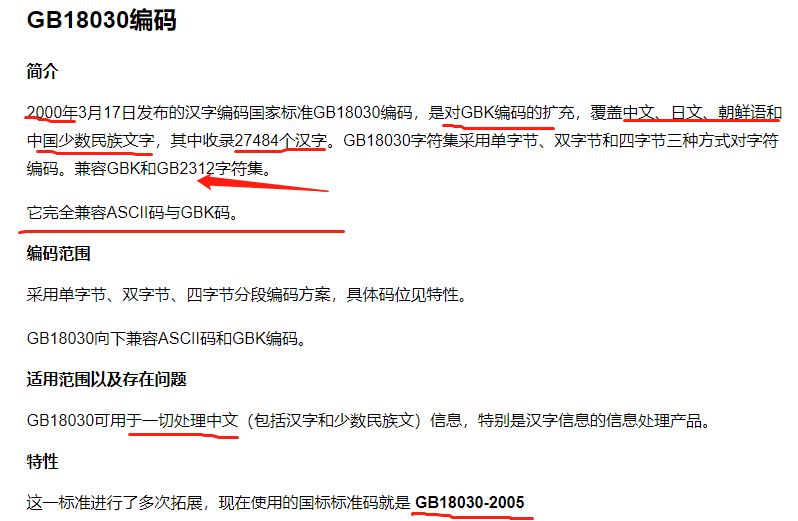 GB18030编码
简介
2000年3月17日发布的汉字编码国家标准GB18030编码，是对GBK编码的扩充，覆盖中文、日文、朝鲜语和
中国少数民族文字，其中收录27484个汉字。GB18030字符集采用单字节、双字节和四字节三种方式对字符
编码。兼容GBK和GB2312字符集。
它完全兼容ASCII码与GBK码。
编码范围
采用单字节、双字节、四字节分段编码方案，具体码位见特性。
GB18030向下兼容ASCII码和GBK编码。
适用范围以及存在问题
GB18030可用于一切处理中文（包括汉字和少数民族文）信息，特别是汉字信息的信息处理产品。
特性
这一标准进行了多次拓展，现在使用的国标标准码就是 GB18030-2005